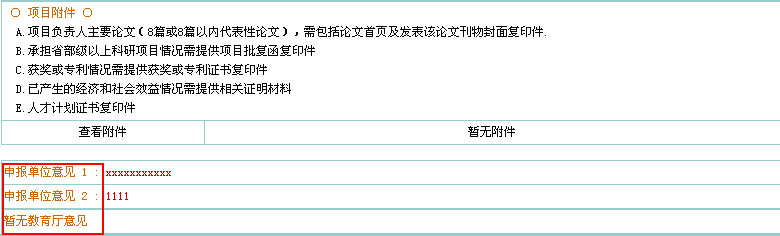 ○ 项目附件 ○
A.项目负责人主要论文(8篇或8篇以内代表性论文),需包括论文首页及发表该论文刊物封面复印件.
B.承担省部级以上科研项目情况需提供项目批复函复印件
C.获奖或专利情况需提供获奖或专利证书复印件
D.已产生的经济和社会效益情况需提供相关证明材料
E.人才计划证书复印件
查看附件 暂无附件
申报单位意见 1 : xxxxxxxxxxx
申报单位意见 2 : 1111
暂无教育厅意见